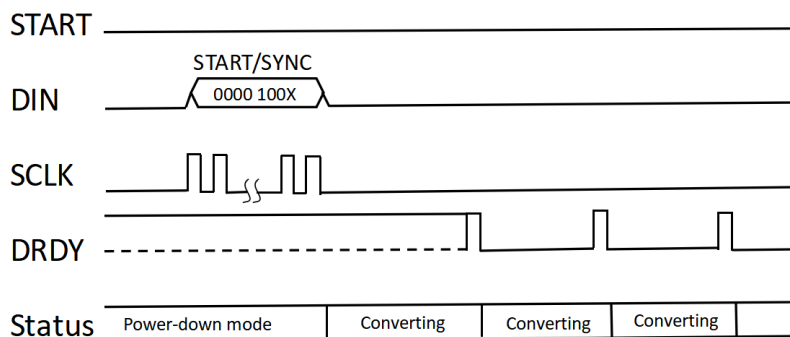 START
START/SYNC
DIN
0000 100X
SCLK
DRDY
Status
Power-down mode
Converting
Converting
Converting